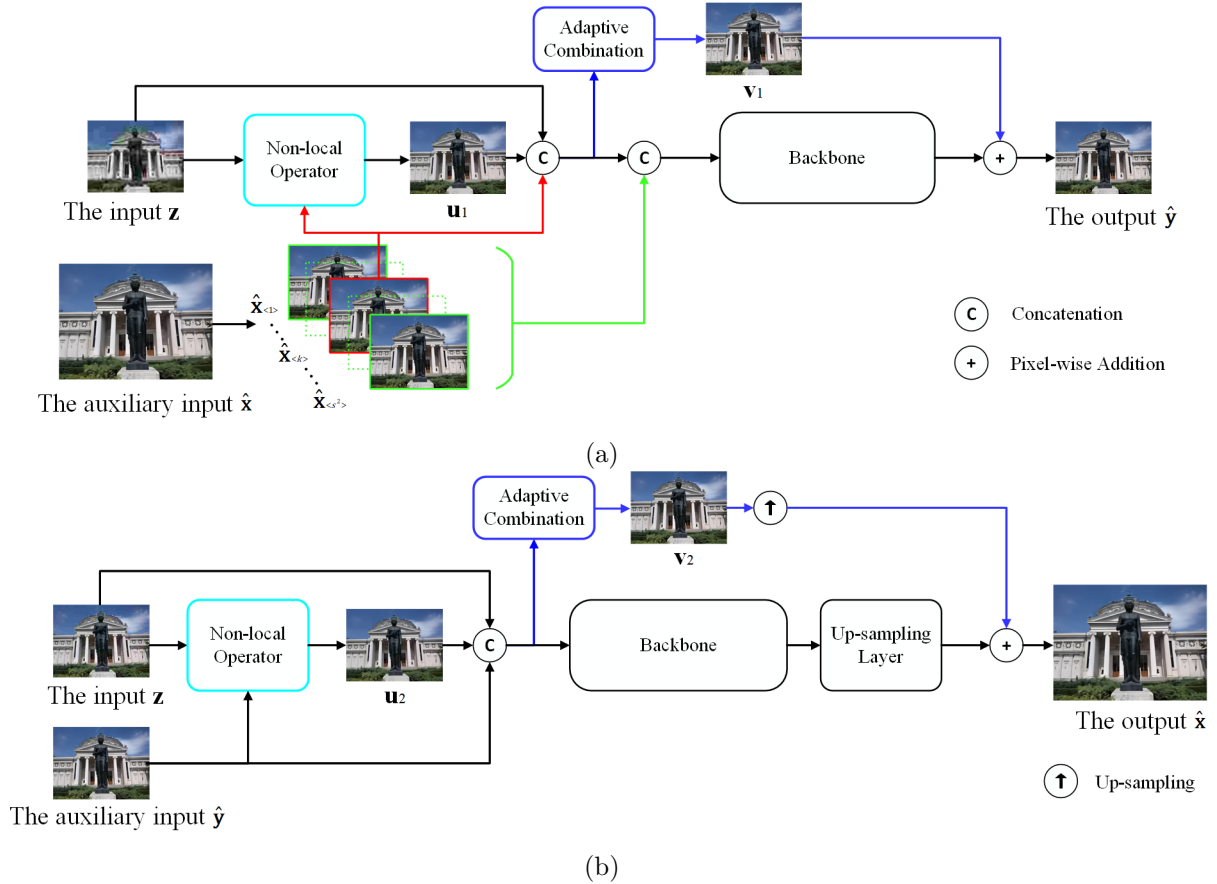 Adaptive
Combination
v1
Non-local
Operator
C
C
Backbone
+
The input z
u1
The output ŷ
x̂<1>
x̂<k>
x̂<s²>
The auxiliary input x̂
C Concatenation
+ Pixel-wise Addition
(a)
Adaptive
Combination
v2
↑
Non-local
Operator
C
Backbone
Up-sampling
Layer
+
The input z
u2
The output x̂
The auxiliary input ŷ
↑ Up-sampling
(b)